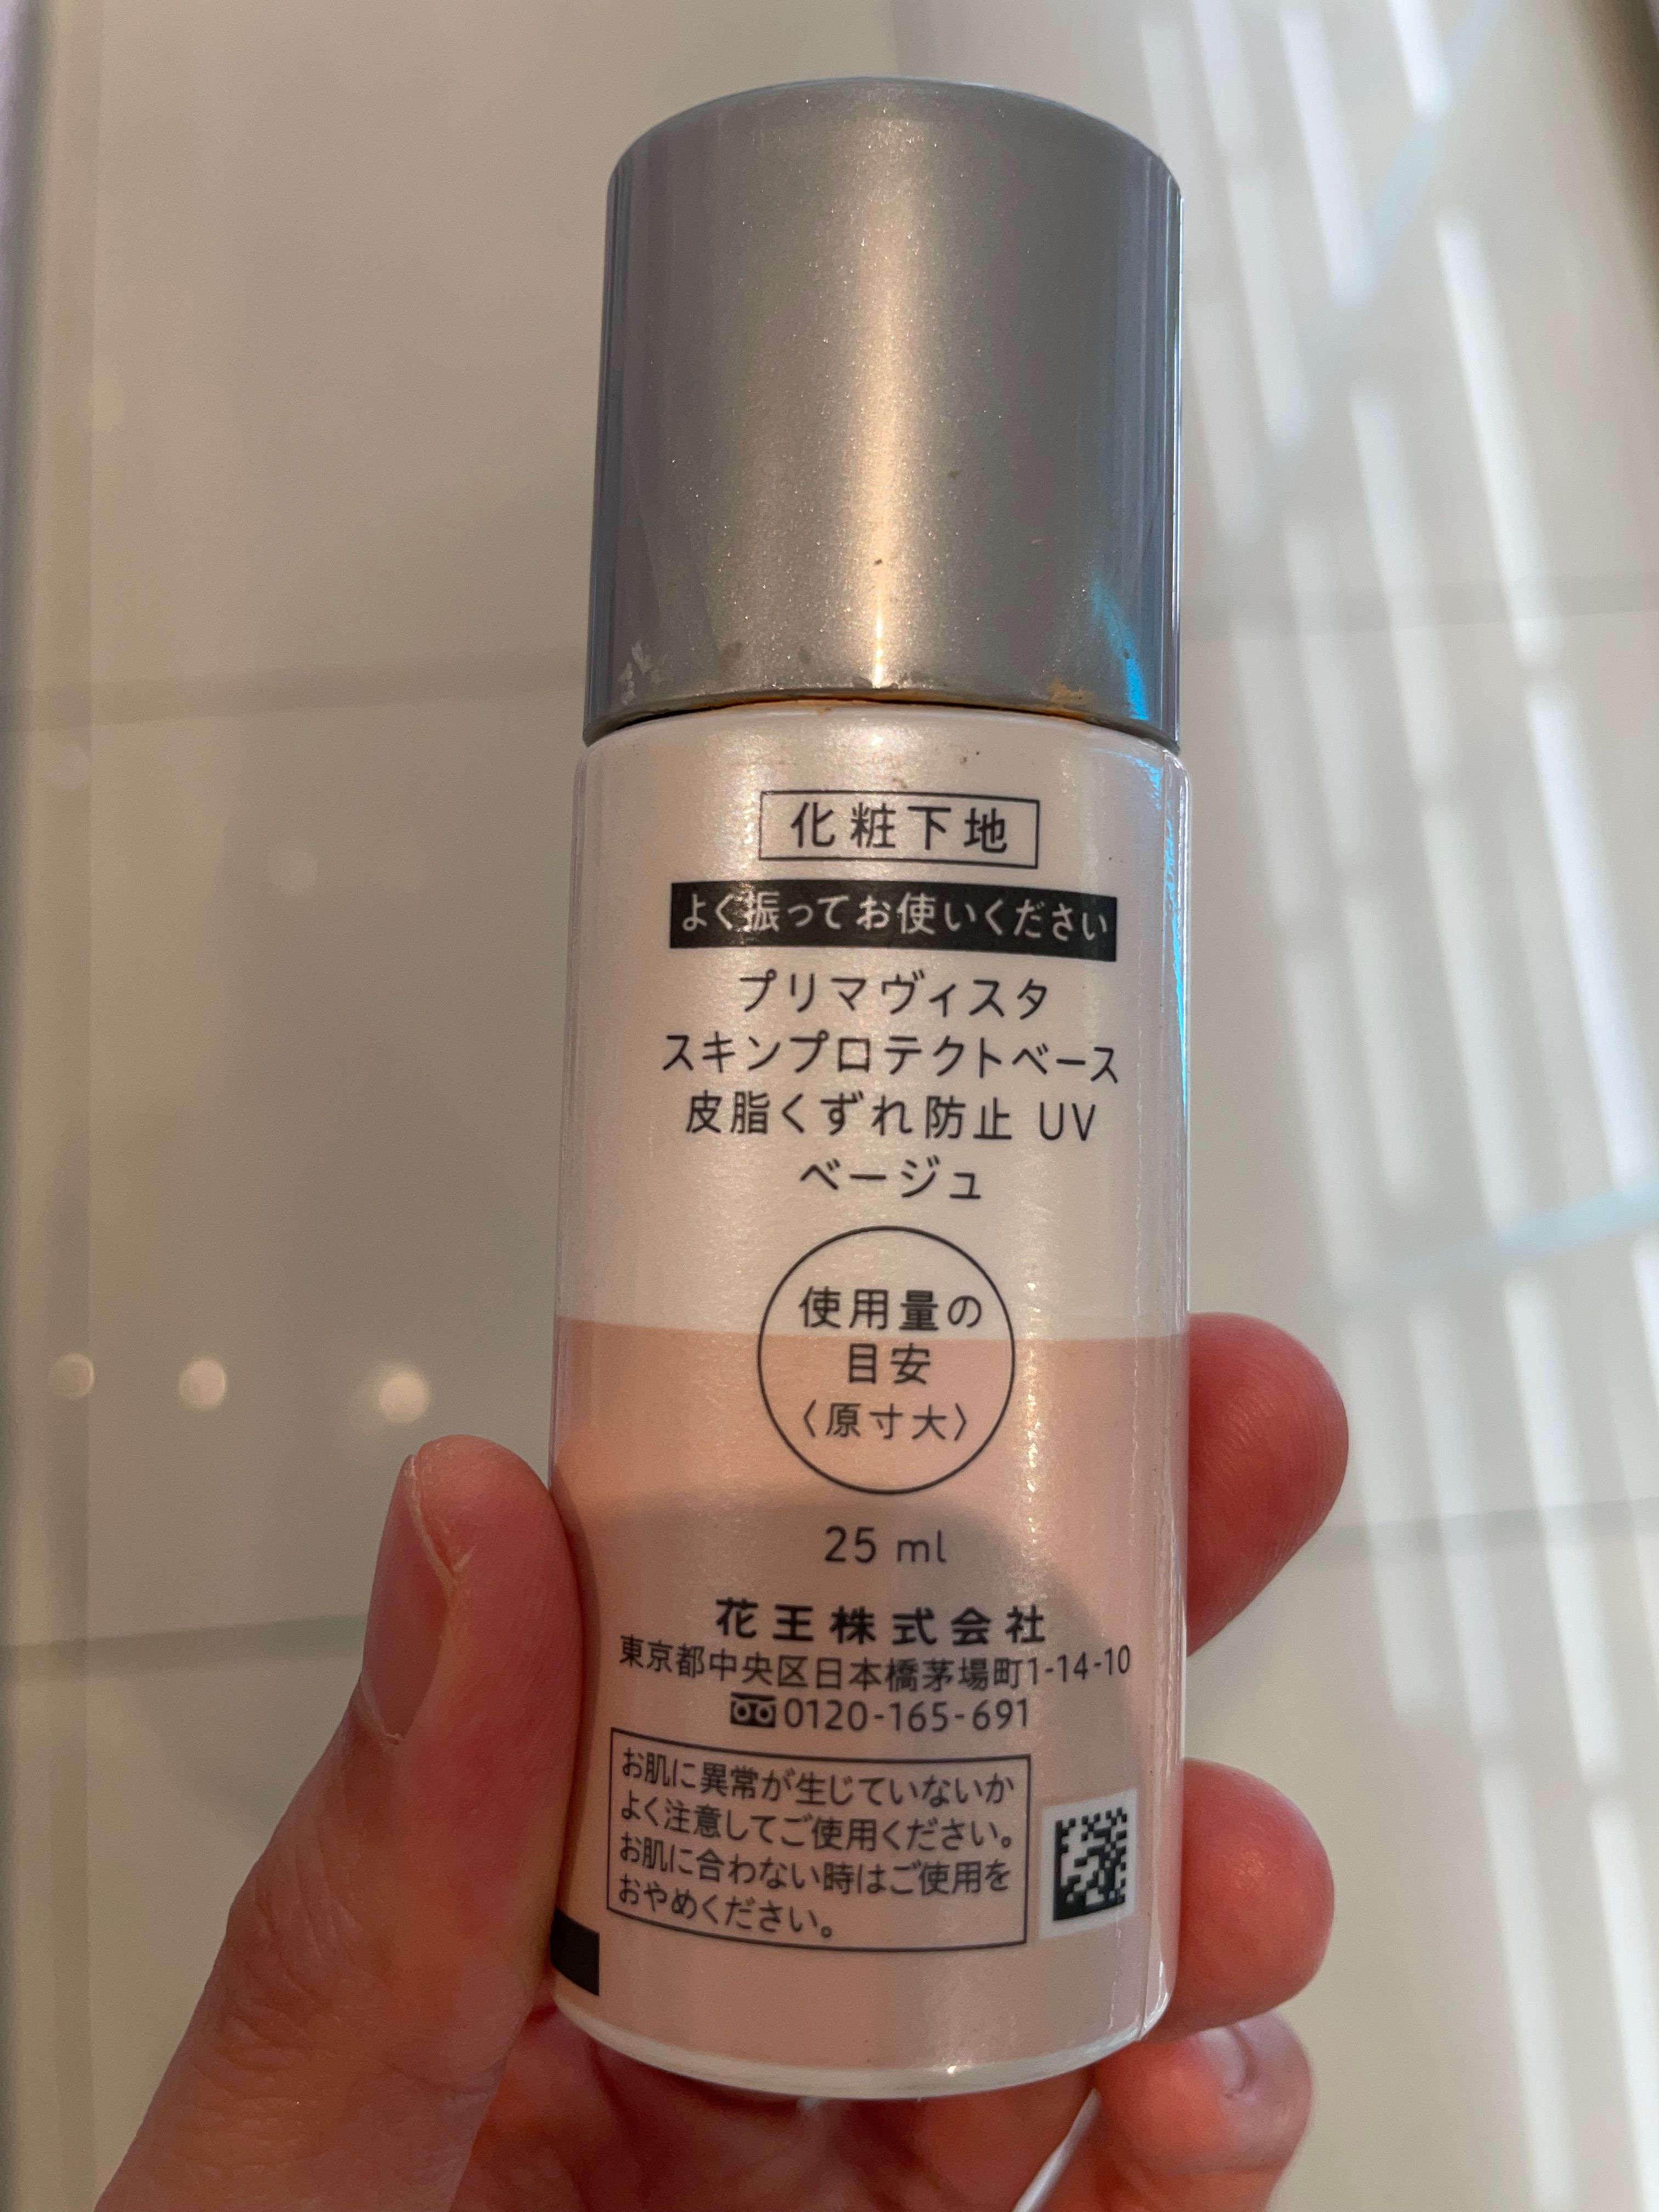 化粧下地
よく振ってお使いください
プリマヴィスタ
スキンプロテクトベース
皮脂くずれ防止 UV
ベージュ
使用量の
目安
〈原寸大〉
25 ml
花王株式会社
東京都中央区日本橋茅場町1-14-10
0120-165-691
お肌に異常が生じていないか
よく注意してご使用ください。
お肌に合わない時はご使用を
おやめください。